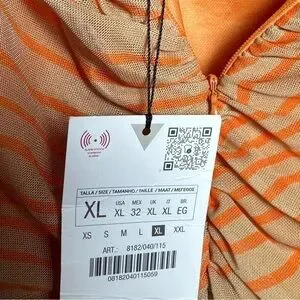 TALLA / SIZE / TAMANHO / TAILLE / MAAT / ΜΕΓΕΘΟΣ
XL
USA MEX UK IT BR
XL 32 XL XL EG
XS S M L XL XXL
ART.: 8182/040/115
08182040115059